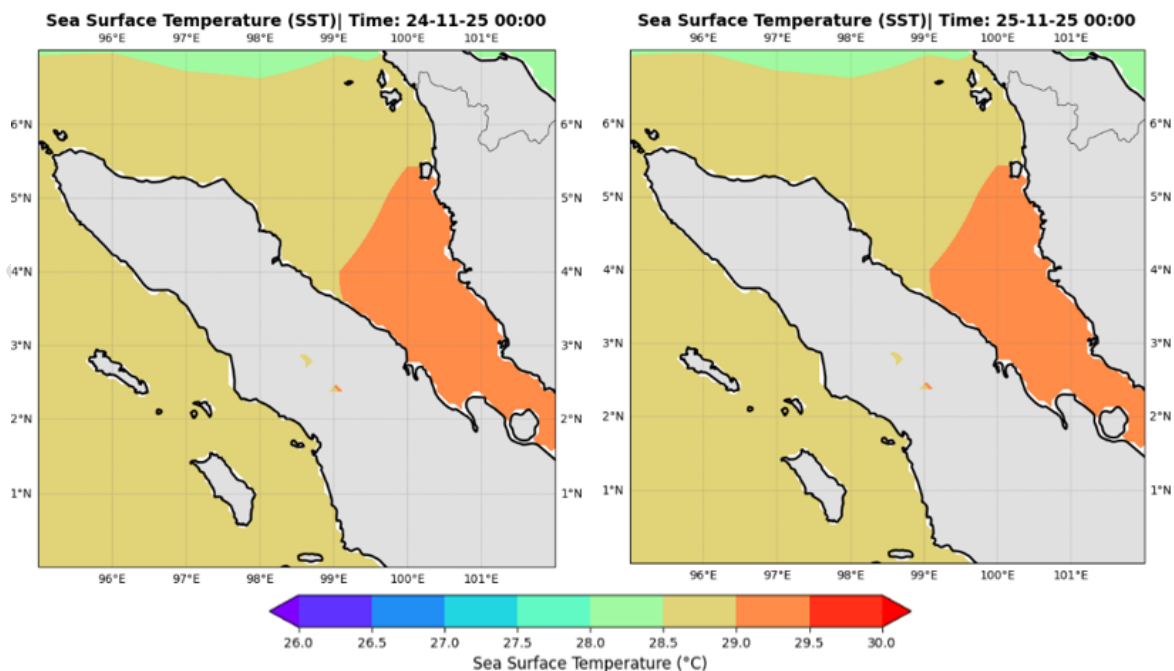 Sea Surface Temperature (SST)| Time: 24-11-25 00:00
96°E 97°E 98°E 99°E 100°E 101°E
6°N
5°N
4°N
3°N
2°N
1°N
6°N
5°N
4°N
3°N
2°N
1°N
96°E 97°E 98°E 99°E 100°E 101°E
Sea Surface Temperature (SST)| Time: 25-11-25 00:00
96°E 97°E 98°E 99°E 100°E 101°E
6°N
5°N
4°N
3°N
2°N
1°N
6°N
5°N
4°N
3°N
2°N
1°N
96°E 97°E 98°E 99°E 100°E 101°E
26.0 26.5 27.0 27.5 28.0 28.5 29.0 29.5 30.0
Sea Surface Temperature (°C)